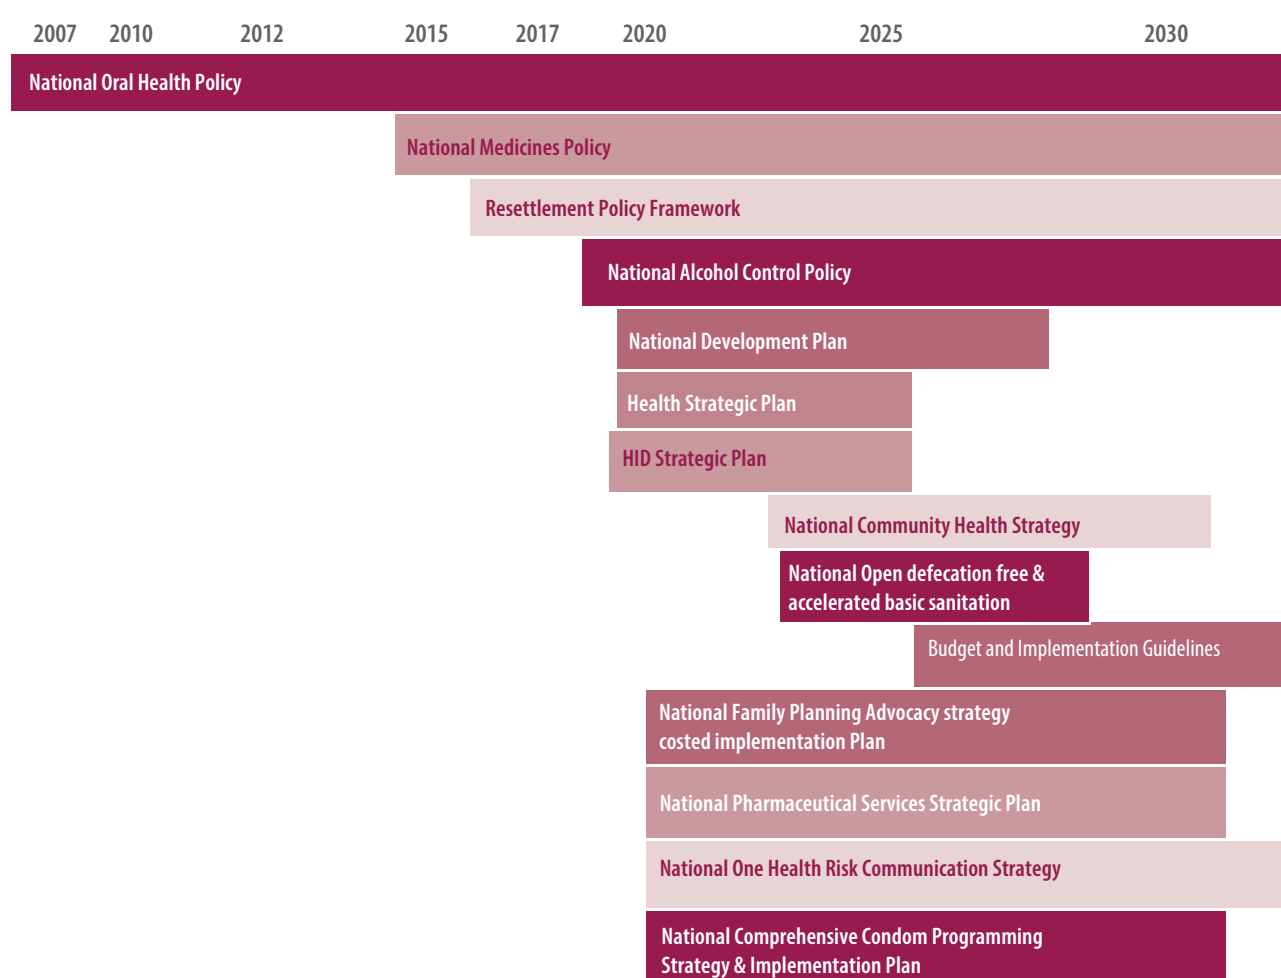 2007 2010 2012 2015 2017 2020 2025 2030
National Oral Health Policy
National Medicines Policy
Resettlement Policy Framework
National Alcohol Control Policy
National Development Plan
Health Strategic Plan
HID Strategic Plan
National Community Health Strategy
National Open defecation free &
accelerated basic sanitation
Budget and Implementation Guidelines
National Family Planning Advocacy strategy
costed implementation Plan
National Pharmaceutical Services Strategic Plan
National One Health Risk Communication Strategy
National Comprehensive Condom Programming
Strategy & Implementation Plan